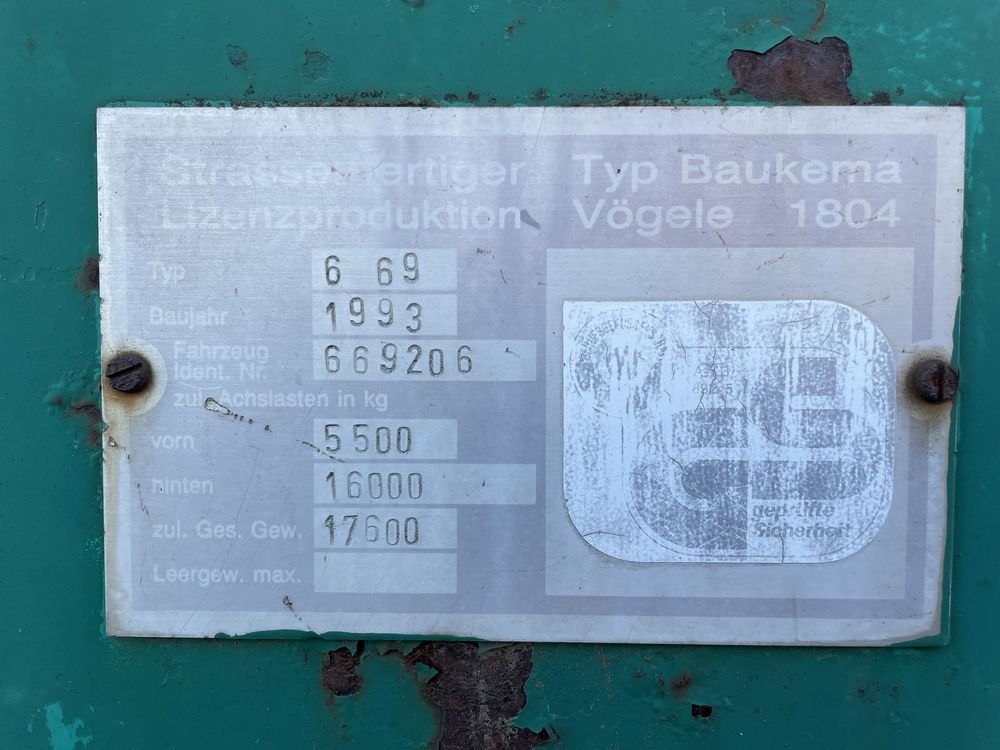 Strassenfertiger Typ Baukema
Lizenzproduktion Vögele 1804
Typ 6 69
Baujahr 1993
Fahrzeug
Ident. Nr. 669206
zul. Achslasten in kg
vorn 5500
hinten 16000
zul. Ges. Gew. 17600
Leergew. max.
geprüfte
Sicherheit